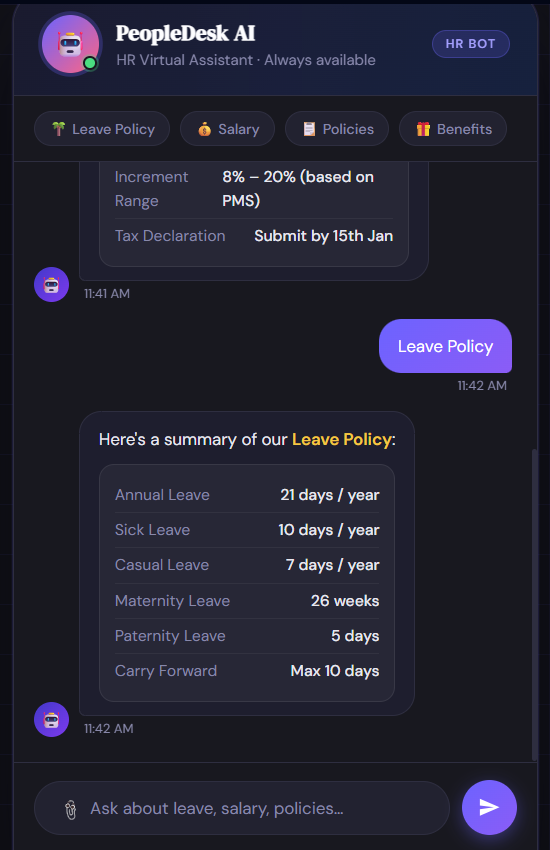 PeopleDesk AI
HR Virtual Assistant · Always available
HR BOT
Leave Policy
Salary
Policies
Benefits
Increment Range 8% – 20% (based on PMS)
Tax Declaration Submit by 15th Jan
11:41 AM
Leave Policy
11:42 AM
Here's a summary of our Leave Policy:
Annual Leave 21 days / year
Sick Leave 10 days / year
Casual Leave 7 days / year
Maternity Leave 26 weeks
Paternity Leave 5 days
Carry Forward Max 10 days
11:42 AM
Ask about leave, salary, policies...